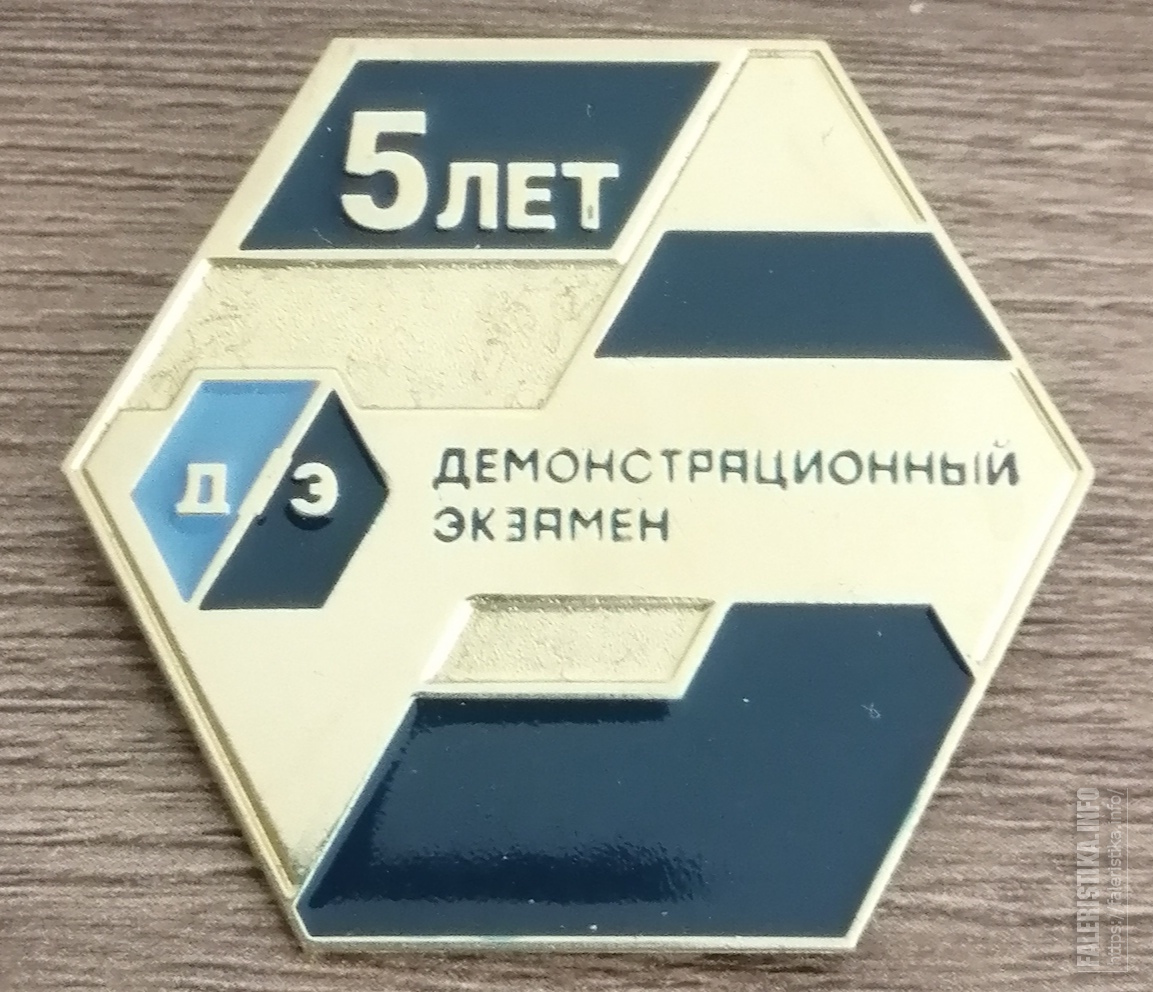 5 ЛЕТ
Д/Э
ДЕМОНСТРАЦИОННЫЙ
ЭКЗАМЕН
FALERISTIKA.INFO
https://faleristika.info/